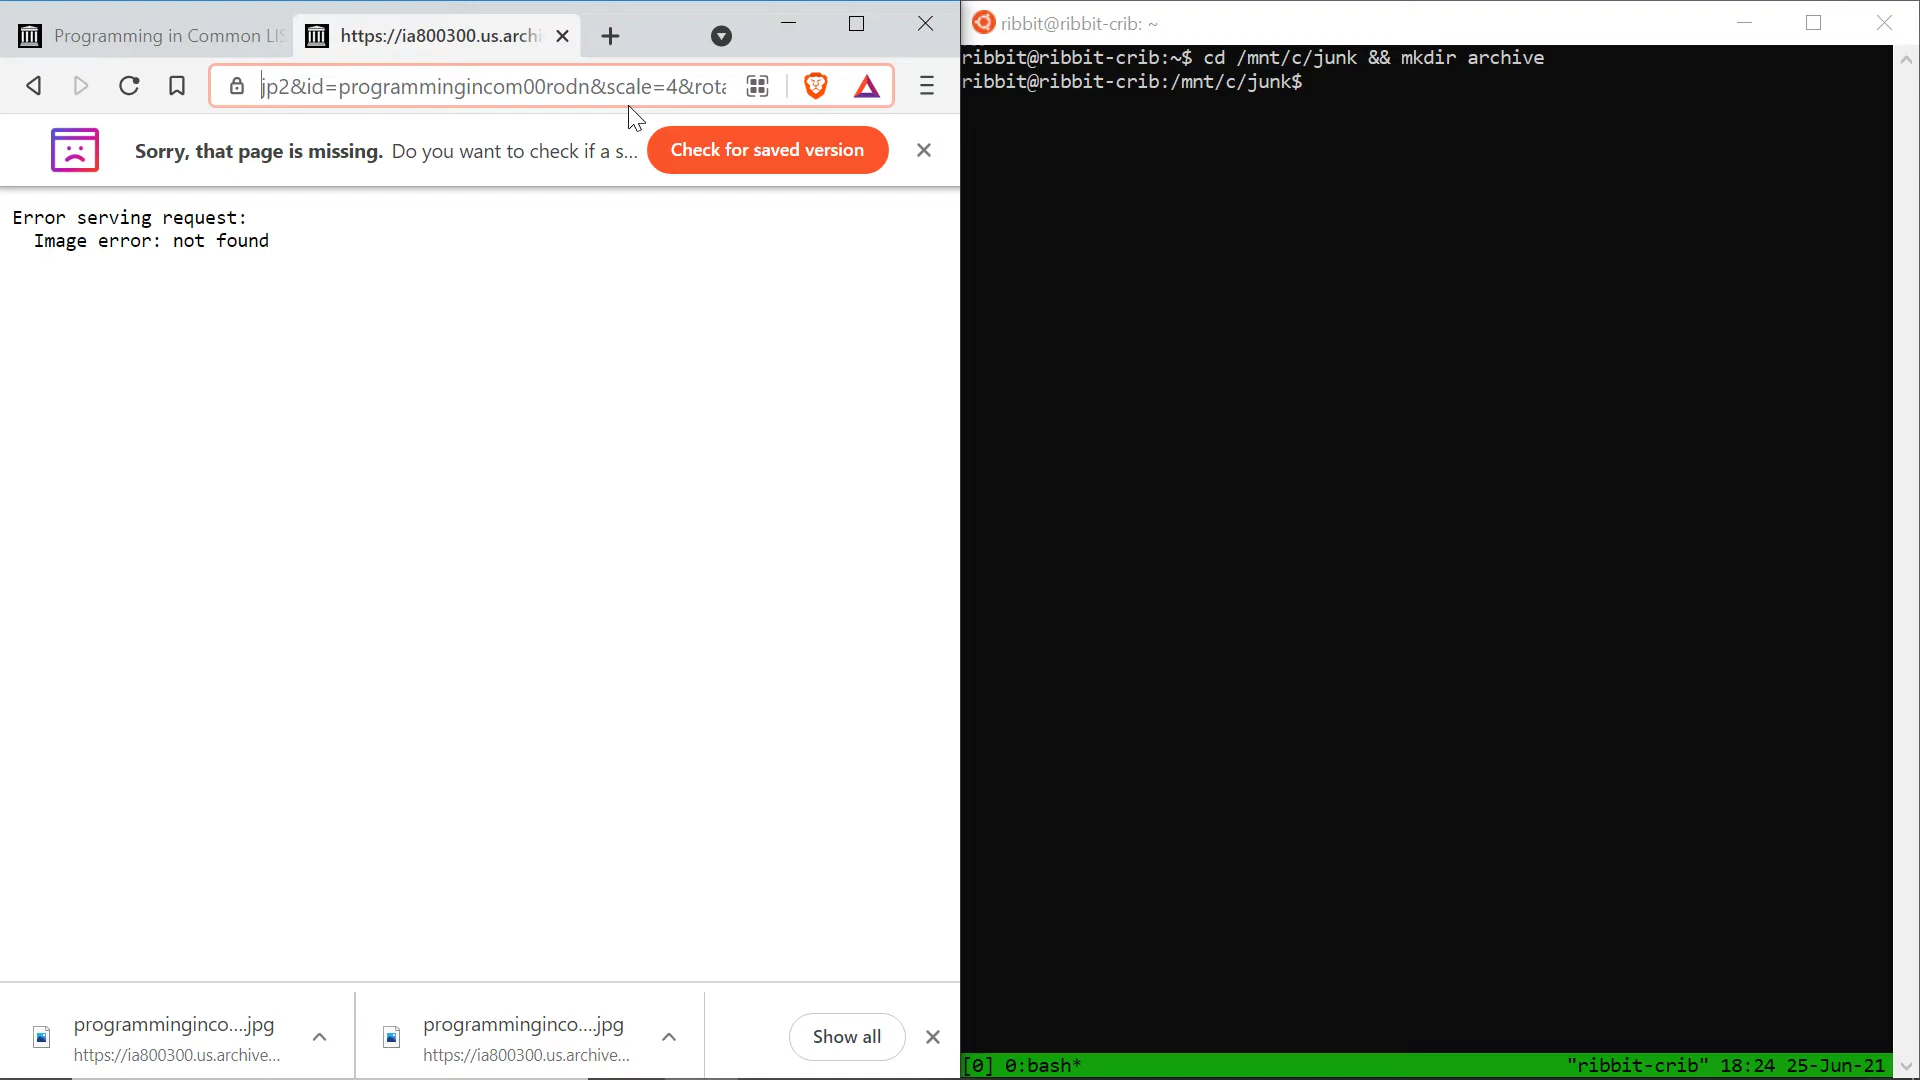 Programming in Common LIS
https://ia800300.us.archi
jp2&id=programmingincom00rodn&scale=4&rota
Sorry, that page is missing. Do you want to check if a s...
Check for saved version
Error serving request:
Image error: not found
programminginco....jpg
https://ia800300.us.archive...
programminginco....jpg
https://ia800300.us.archive...
Show all
ribbit@ribbit-crib: ~
ribbit@ribbit-crib:~$ cd /mnt/c/junk && mkdir archive
ribbit@ribbit-crib:/mnt/c/junk$
[0] 0:bash*
"ribbit-crib" 18:24 25-Jun-21